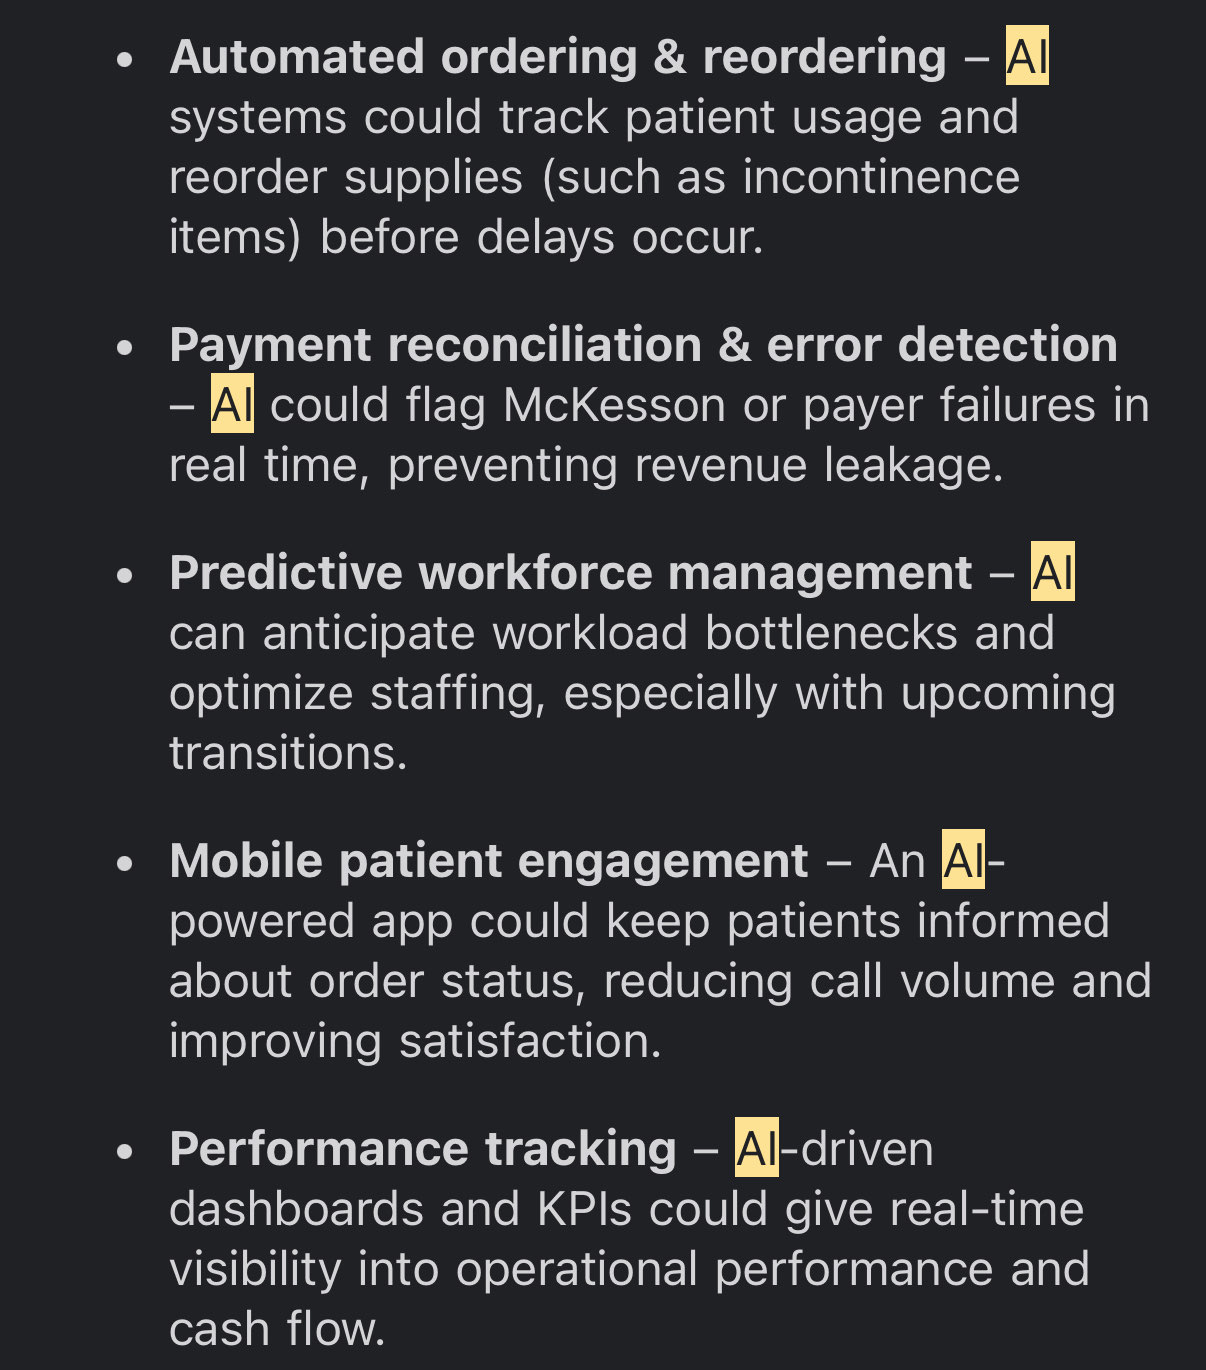 • Automated ordering & reordering – AI
systems could track patient usage and
reorder supplies (such as incontinence
items) before delays occur.
• Payment reconciliation & error detection
– AI could flag McKesson or payer failures in
real time, preventing revenue leakage.
• Predictive workforce management – AI
can anticipate workload bottlenecks and
optimize staffing, especially with upcoming
transitions.
• Mobile patient engagement – An AI-
powered app could keep patients informed
about order status, reducing call volume and
improving satisfaction.
• Performance tracking – AI-driven
dashboards and KPIs could give real-time
visibility into operational performance and
cash flow.